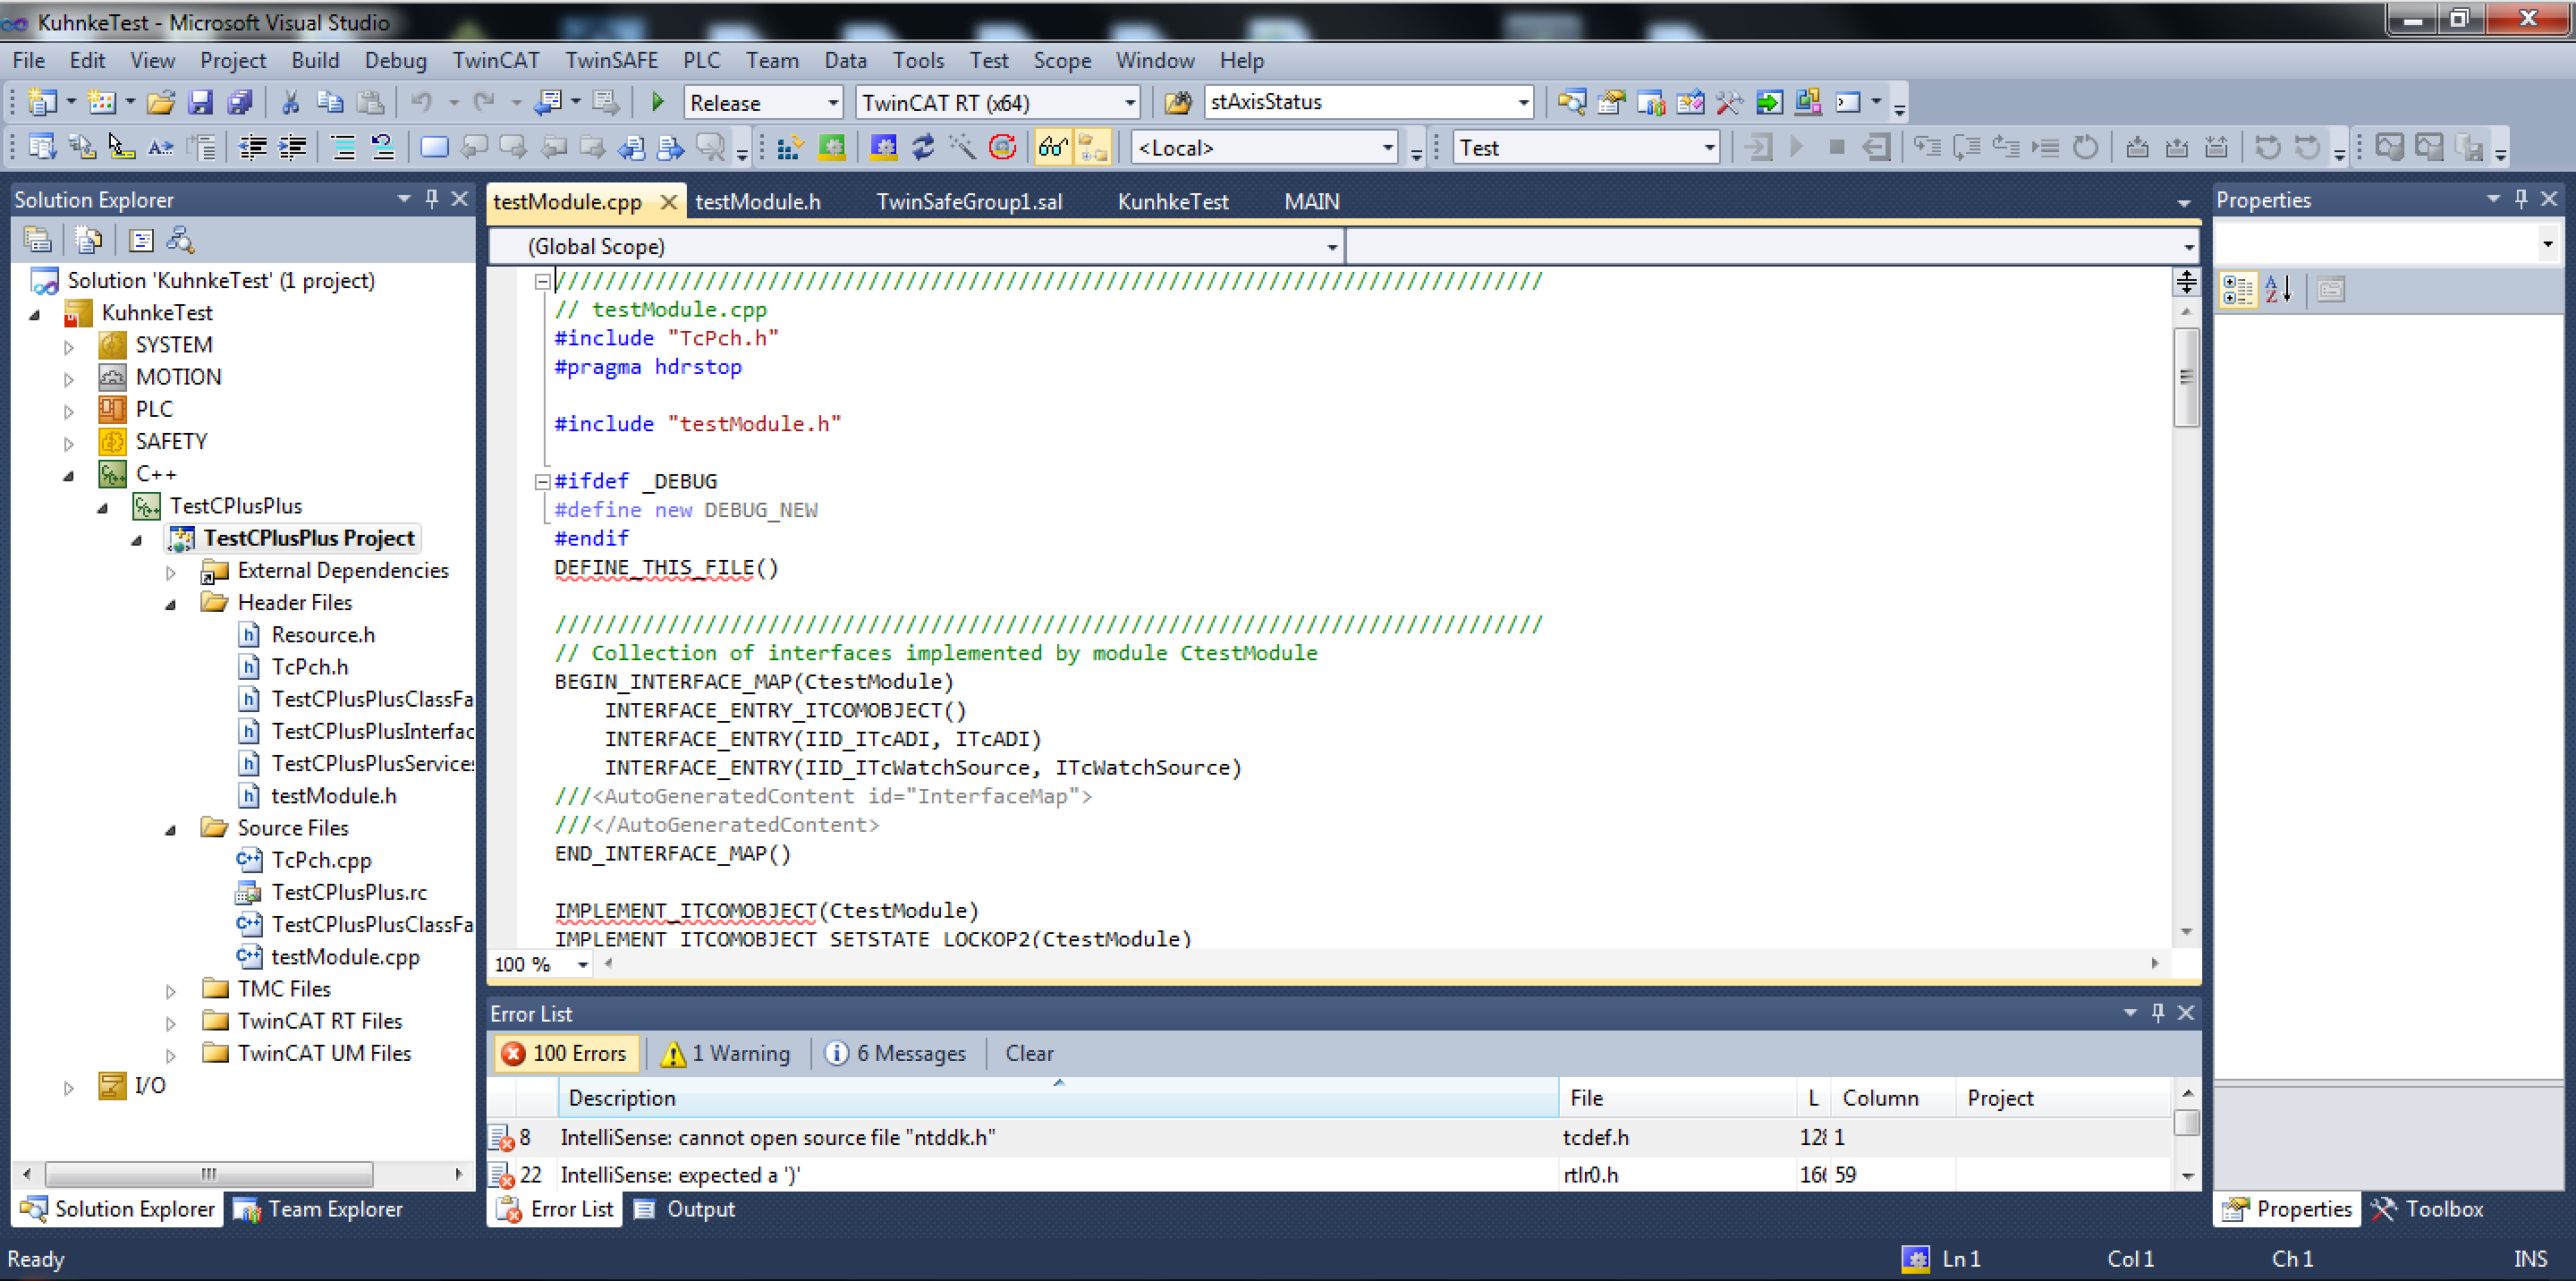 KuhnkeTest - Microsoft Visual Studio
File Edit View Project Build Debug TwinCAT TwinSAFE PLC Team Data Tools Test Scope Window Help
Release TwinCAT RT (x64) stAxisStatus
<Local> Test
Solution Explorer
Solution 'KuhnkeTest' (1 project)
KuhnkeTest
SYSTEM
MOTION
PLC
SAFETY
C++
TestCPlusPlus
TestCPlusPlus Project
External Dependencies
Header Files
Resource.h
TcPch.h
TestCPlusPlusClassFa
TestCPlusPlusInterfac
TestCPlusPlusServices
testModule.h
Source Files
TcPch.cpp
TestCPlusPlus.rc
TestCPlusPlusClassFa
testModule.cpp
TMC Files
TwinCAT RT Files
TwinCAT UM Files
I/O
Solution Explorer Team Explorer
testModule.cpp testModule.h TwinSafeGroup1.sal KunhkeTest MAIN
(Global Scope)
///////////////////////////////////////////////////////////////////////////////
// testModule.cpp
#include "TcPch.h"
#pragma hdrstop
#include "testModule.h"
#ifdef _DEBUG
#define new DEBUG_NEW
#endif
DEFINE_THIS_FILE()
///////////////////////////////////////////////////////////////////////////////
// Collection of interfaces implemented by module CtestModule
BEGIN_INTERFACE_MAP(CtestModule)
INTERFACE_ENTRY_ITCOMOBJECT()
INTERFACE_ENTRY(IID_ITcADI, ITcADI)
INTERFACE_ENTRY(IID_ITcWatchSource, ITcWatchSource)
///<AutoGeneratedContent id="InterfaceMap">
///</AutoGeneratedContent>
END_INTERFACE_MAP()
IMPLEMENT_ITCOMOBJECT(CtestModule)
IMPLEMENT_ITCOMOBJECT_SETSTATE_LOCKOP2(CtestModule)
100 %
Error List
100 Errors 1 Warning 6 Messages Clear
Description File L Column Project
8 IntelliSense: cannot open source file "ntddk.h" tcdef.h 128 1
22 IntelliSense: expected a ')' rtlr0.h 59
Error List Output
Properties
Properties Toolbox
Ready Ln 1 Col 1 Ch 1 INS